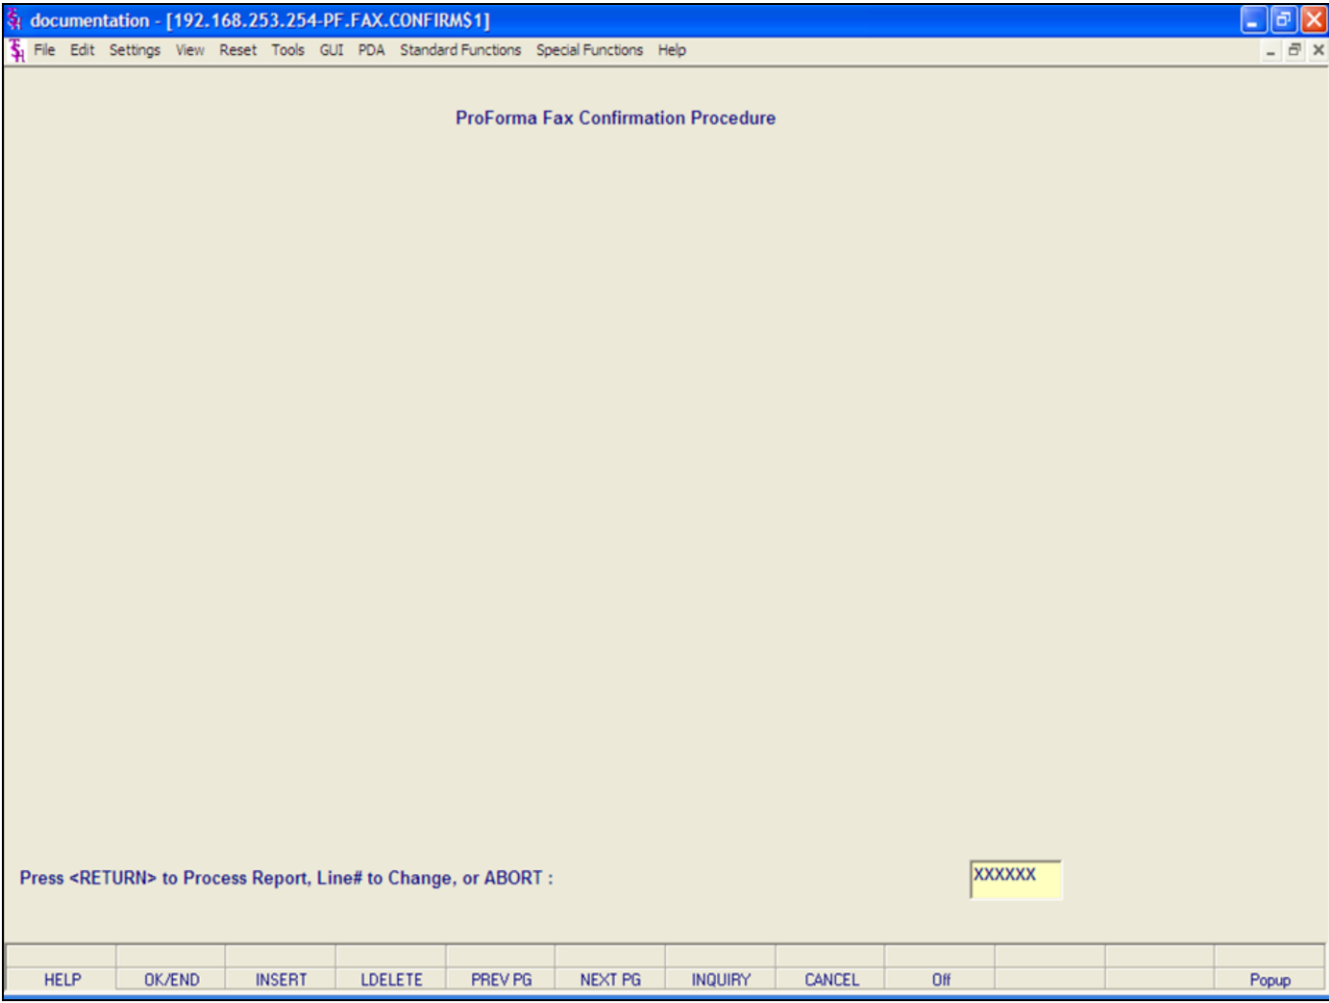 documentation - [192.168.253.254-PF.FAX.CONFIRM$1]
File Edit Settings View Reset Tools GUI PDA Standard Functions Special Functions Help
ProForma Fax Confirmation Procedure
Press <RETURN> to Process Report, Line# to Change, or ABORT : XXXXXX
HELP OK/END INSERT LDELETE PREV PG NEXT PG INQUIRY CANCEL Off Popup